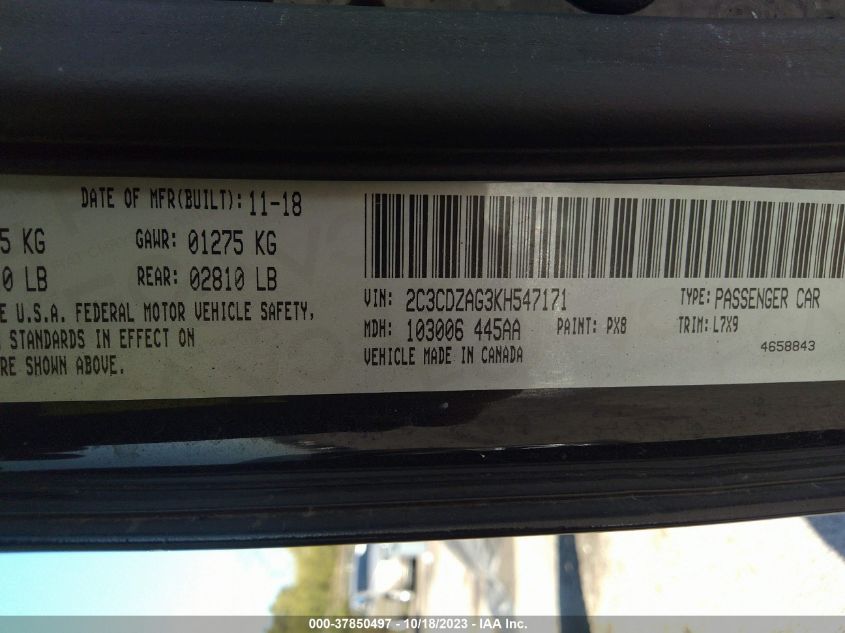 DATE OF MFR(BUILT): 11-18
5 KG GAWR: 01275 KG
0 LB REAR: 02810 LB
E U.S.A. FEDERAL MOTOR VEHICLE SAFETY,
STANDARDS IN EFFECT ON
RE SHOWN ABOVE.
VIN: 2C3CDZAG3KH547171 TYPE: PASSENGER CAR
MDH: 103006 445AA PAINT: PX8 TRIM: L7X9
VEHICLE MADE IN CANADA 4658843
000-37850497 - 10/18/2023 - IAA Inc.